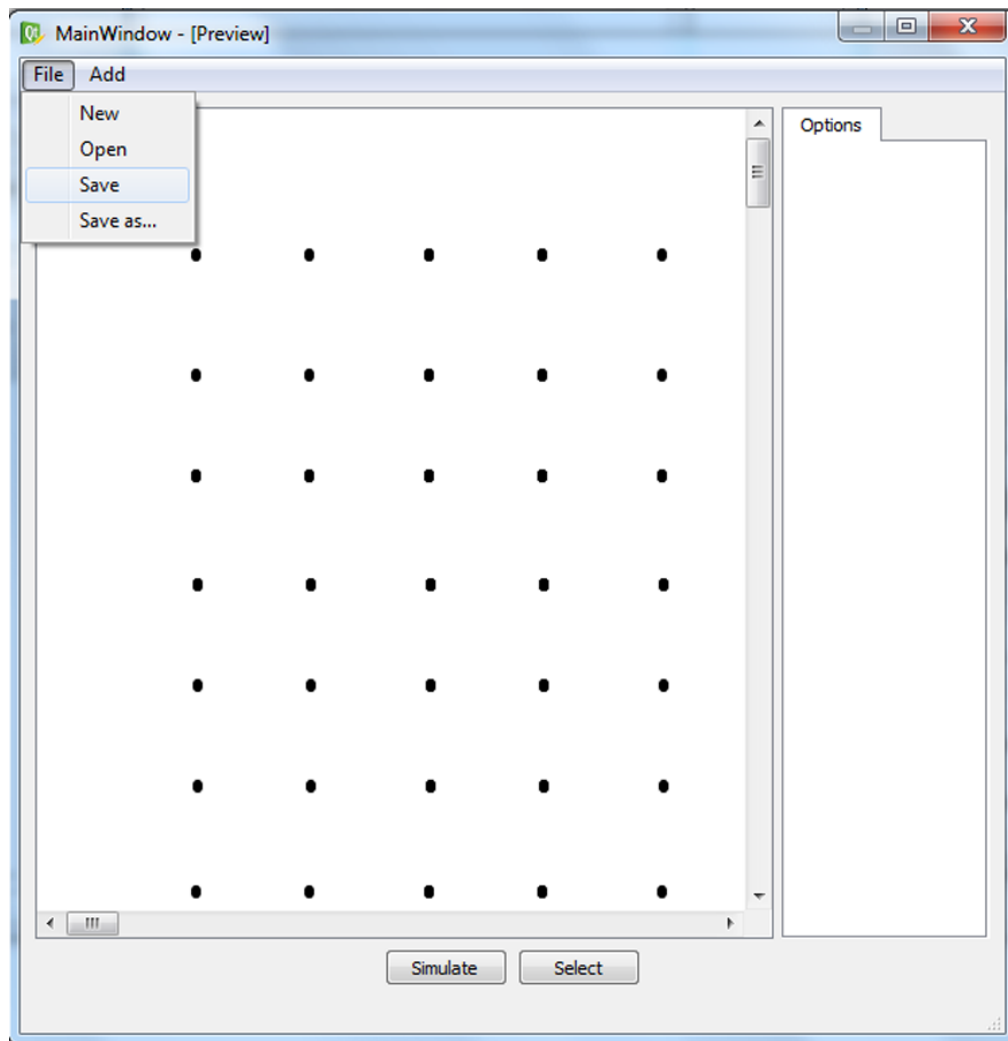 MainWindow - [Preview]
File Add
New
Open
Save
Save as...
Options
Simulate Select